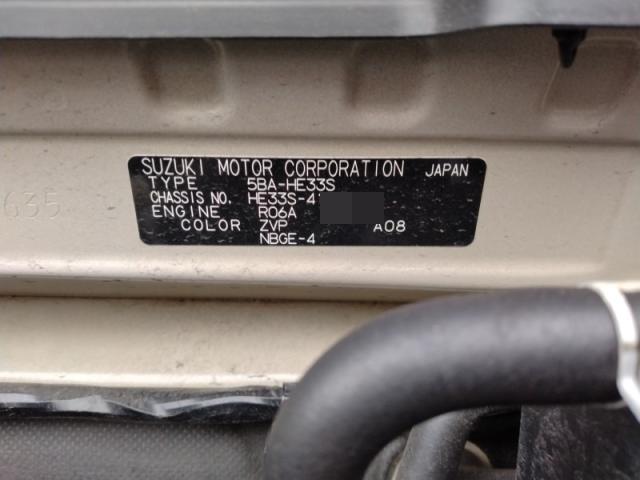 SUZUKI MOTOR CORPORATION JAPAN
TYPE 5BA-HE33S
CHASSIS NO. HE33S-4
ENGINE R06A
COLOR ZVP A08
NBGE-4
635